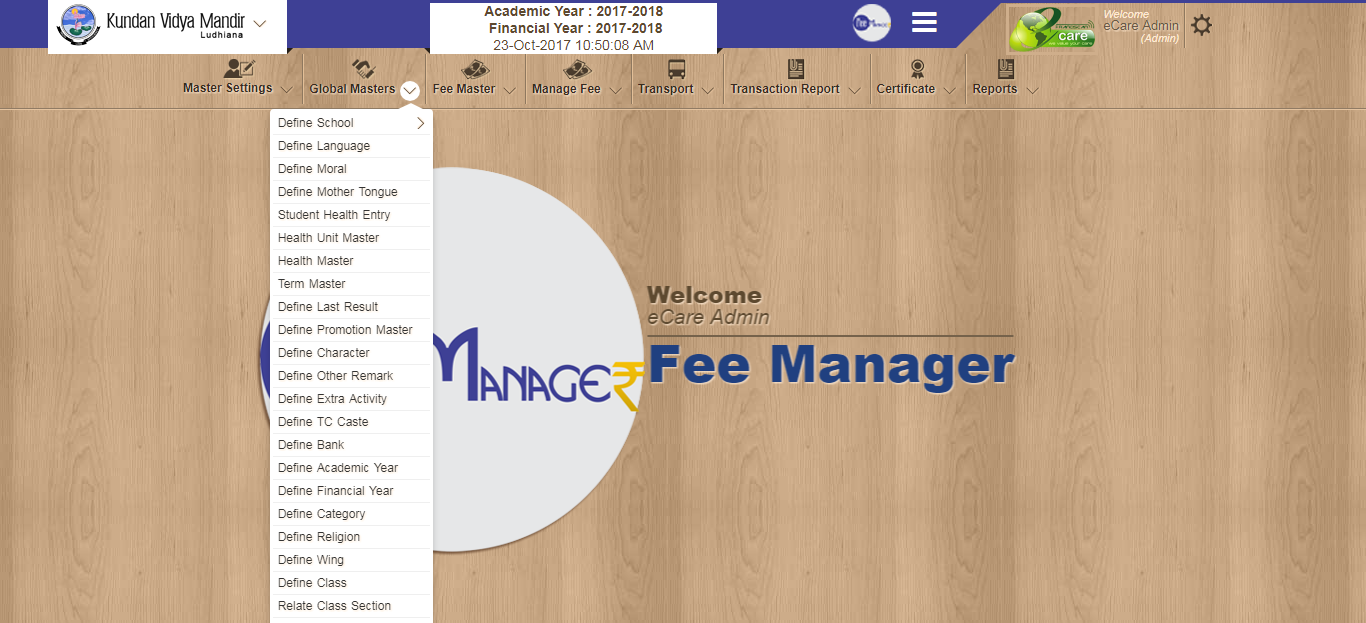 Kundan Vidya Mandir
Ludhiana
Academic Year : 2017-2018
Financial Year : 2017-2018
23-Oct-2017 10:50:08 AM
care
Welcome
eCare Admin
(Admin)
Master Settings
Global Masters
Fee Master
Manage Fee
Transport
Transaction Report
Certificate
Reports
Define School
Define Language
Define Moral
Define Mother Tongue
Student Health Entry
Health Unit Master
Health Master
Term Master
Define Last Result
Define Promotion Master
Define Character
Define Other Remark
Define Extra Activity
Define TC Caste
Define Bank
Define Academic Year
Define Financial Year
Define Category
Define Religion
Define Wing
Define Class
Relate Class Section
MANAGE₹
Welcome
eCare Admin
Fee Manager